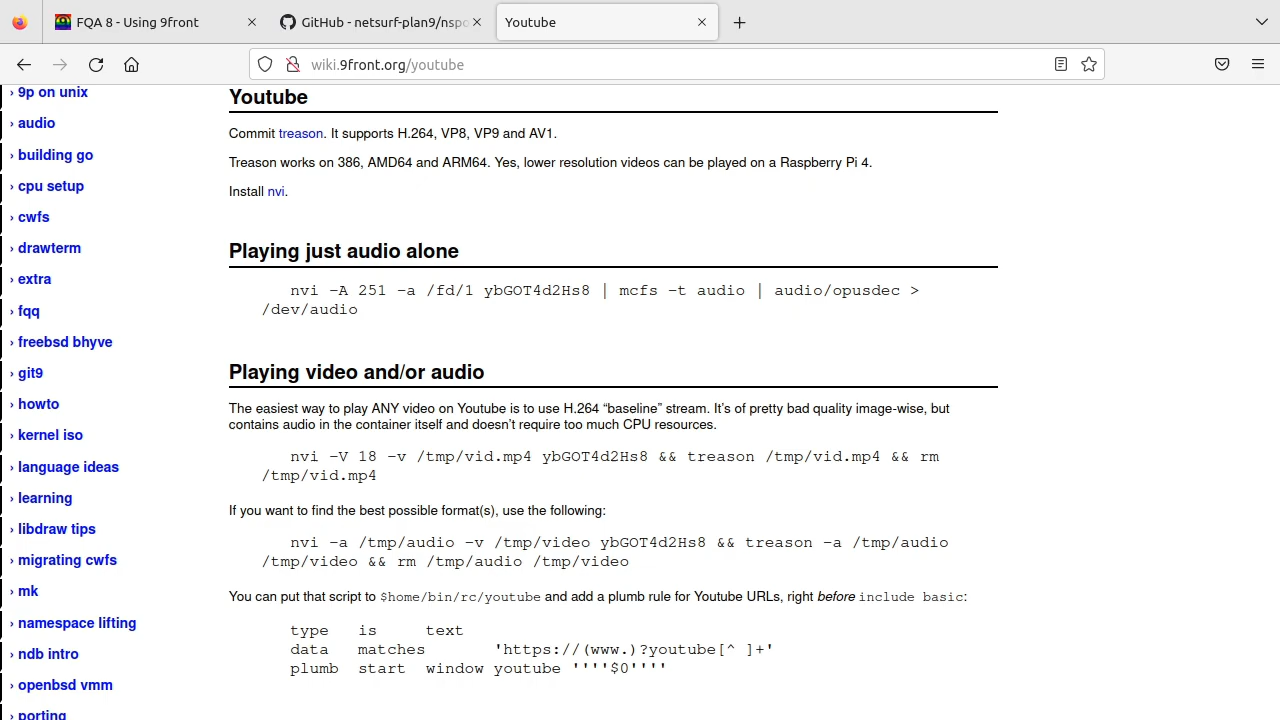 FQA 8 - Using 9front
GitHub - netsurf-plan9/nspo
Youtube
wiki.9front.org/youtube
› 9p on unix
› audio
› building go
› cpu setup
› cwfs
› drawterm
› extra
› fqq
› freebsd bhyve
› git9
› howto
› kernel iso
› language ideas
› learning
› libdraw tips
› migrating cwfs
› mk
› namespace lifting
› ndb intro
› openbsd vmm
› porting
Youtube
Commit treason. It supports H.264, VP8, VP9 and AV1.
Treason works on 386, AMD64 and ARM64. Yes, lower resolution videos can be played on a Raspberry Pi 4.
Install nvi.
Playing just audio alone
nvi -A 251 -a /fd/1 ybGOT4d2Hs8 | mcfs -t audio | audio/opusdec >
/dev/audio
Playing video and/or audio
The easiest way to play ANY video on Youtube is to use H.264 “baseline” stream. It’s of pretty bad quality image-wise, but
contains audio in the container itself and doesn’t require too much CPU resources.
nvi -V 18 -v /tmp/vid.mp4 ybGOT4d2Hs8 && treason /tmp/vid.mp4 && rm
/tmp/vid.mp4
If you want to find the best possible format(s), use the following:
nvi -a /tmp/audio -v /tmp/video ybGOT4d2Hs8 && treason -a /tmp/audio
/tmp/video && rm /tmp/audio /tmp/video
You can put that script to $home/bin/rc/youtube and add a plumb rule for Youtube URLs, right before include basic:
type is text
data matches 'https://(www.)?youtube[^ ]+'
plumb start window youtube ''''$0''''